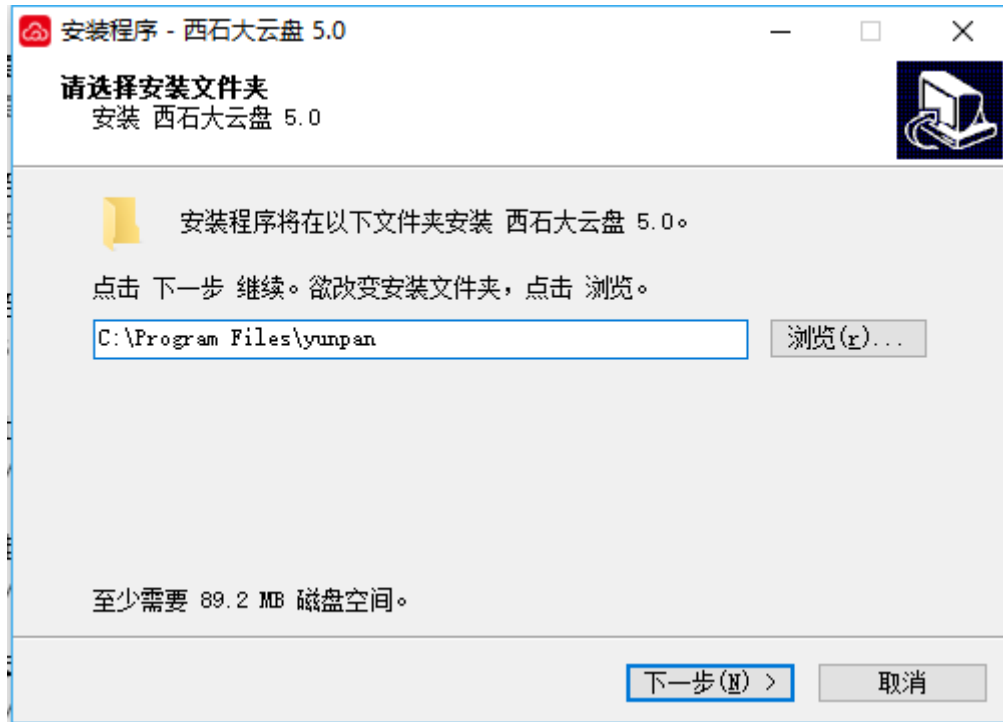 安装程序 - 西石大云盘 5.0
请选择安装文件夹
安装 西石大云盘 5.0
安装程序将在以下文件夹安装 西石大云盘 5.0。
点击 下一步 继续。欲改变安装文件夹，点击 浏览。
C:\Program Files\yunpan
浏览(r)...
至少需要 89.2 MB 磁盘空间。
下一步(N) >
取消